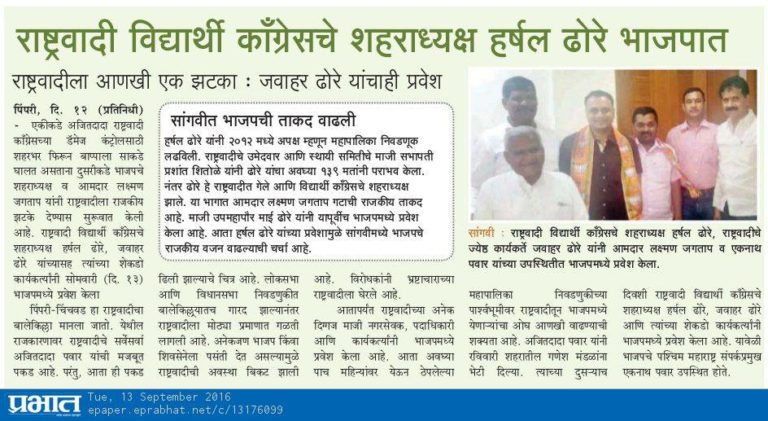 राष्ट्रवादी विद्यार्थी काँग्रेसचे शहराध्यक्ष हर्षल ढोरे भाजपात
राष्ट्रवादीला आणखी एक झटका : जवाहर ढोरे यांचाही प्रवेश
पिंपरी, दि. १२ (प्रतिनिधी)
- एकीकडे अजितदादा राष्ट्रवादी
काँग्रेसच्या डॅमेज कंट्रोलसाठी
शहरभर फिरून बाप्पाला साकडे
घालत असताना दुसरीकडे भाजपचे
शहराध्यक्ष व आमदार लक्ष्मण
जगताप यांनी राष्ट्रवादीला राजकीय
झटके देण्यास सुरूवात केली
आहे. राष्ट्रवादी विद्यार्थी काँग्रेसचे
शहराध्यक्ष हर्षल ढोरे, जवाहर
ढोरे यांच्यासह त्यांच्या शेकडो
कार्यकर्त्यांनी सोमवारी (दि. १३)
भाजपमध्ये प्रवेश केला
पिंपरी-चिंचवड हा राष्ट्रवादीचा
बालेकिल्ला मानला जातो. येथील
राजकारणावर राष्ट्रवादीचे सर्वेसर्वा
अजितदादा पवार यांची मजबूत
पकड आहे. परंतु, आता ही पकड
सांगवीत भाजपची ताकद वाढली
हर्षल ढोरे यांनी २०१२ मध्ये अपक्ष म्हणून महापालिका निवडणूक
लढविली. राष्ट्रवादीचे उमेदवार आणि स्थायी समितीचे माजी सभापती
प्रशांत शितोळे यांनी ढोरे यांचा अवघ्या १३९ मतांनी पराभव केला.
नंतर ढोरे हे राष्ट्रवादीत गेले आणि विद्यार्थी काँग्रेसचे शहराध्यक्ष
झाले. या भागात आमदार लक्ष्मण जगताप गटाची राजकीय ताकद
आहे. माजी उपमहापौर माई ढोरे यांनी यापूर्वीच भाजपमध्ये प्रवेश
केला आहे. आता हर्षल ढोरे यांच्या प्रवेशामुळे सांगवीमध्ये भाजपचे
राजकीय वजन वाढल्याची चर्चा आहे.
ढिली झाल्याचे चित्र आहे. लोकसभा
आणि विधानसभा निवडणुकीत
बालेकिल्ल्यातच गारद झाल्यानंतर
राष्ट्रवादीला मोठ्या प्रमाणात गळती
लागली आहे. अनेकजण भाजप किंवा
शिवसेनेला पसंती देत असल्यामुळे
राष्ट्रवादीची अवस्था बिकट झाली
आहे. विरोधकांनी भ्रष्टाचाराच्या
राष्ट्रवादीला घेरले आहे.
आतापर्यंत राष्ट्रवादीच्या अनेक
दिग्गज माजी नगरसेवक, पदाधिकारी
आणि कार्यकर्त्यांनी भाजपमध्ये
प्रवेश केला आहे. आता अवघ्या
पाच महिन्यांवर येऊन ठेपलेल्या
सांगवी : राष्ट्रवादी विद्यार्थी काँग्रेसचे शहराध्यक्ष हर्षल ढोरे, राष्ट्रवादीचे
ज्येष्ठ कार्यकर्ते जवाहर ढोरे यांनी आमदार लक्ष्मण जगताप व एकनाथ
पवार यांच्या उपस्थितीत भाजपमध्ये प्रवेश केला.
महापालिका निवडणुकीच्या
पार्श्वभूमीवर राष्ट्रवादीतून भाजपमध्ये
येणाऱ्यांचा ओघ आणखी वाढण्याची
शक्यता आहे. अजितदादा पवार यांनी
रविवारी शहरातील गणेश मंडळांना
भेटी दिल्या. त्याच्या दुसऱ्याच
दिवशी राष्ट्रवादी विद्यार्थी काँग्रेसचे
शहराध्यक्ष हर्षल ढोरे, जवाहर ढोरे
आणि त्यांच्या शेकडो कार्यकर्त्यांनी
भाजपमध्ये प्रवेश केला आहे. यावेळी
भाजपचे पश्चिम महाराष्ट्र संपर्कप्रमुख
एकनाथ पवार उपस्थित होते.
प्रभात
Tue, 13 September 2016
epaper.eprabhat.net/c/13176099